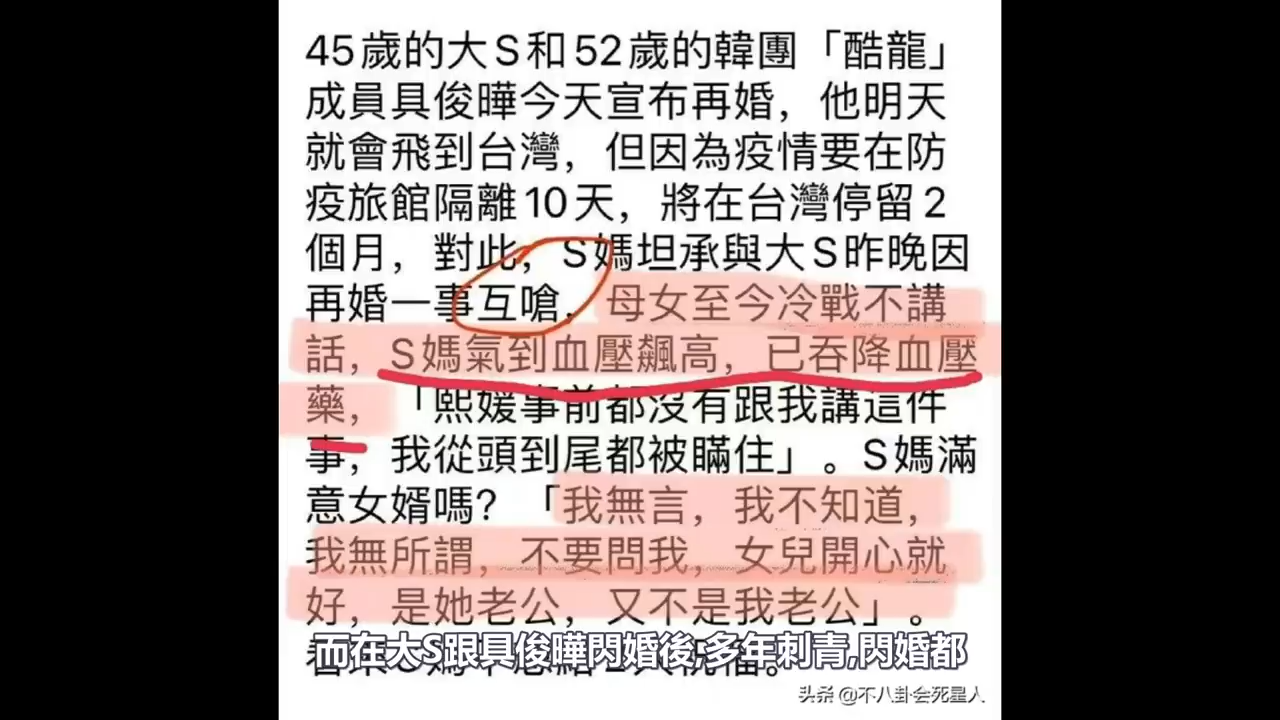 45歲的大S和52歲的韓團「酷龍」
成員具俊曄今天宣布再婚，他明天
就會飛到台灣，但因為疫情要在防
疫旅館隔離10天，將在台灣停留2
個月，對此，S媽坦承與大S昨晚因
再婚一事互嗆，母女至今冷戰不講
話，S媽氣到血壓飆高，已吞降血壓
藥，「熙媛事前都沒有跟我講這件
事，我從頭到尾都被瞞住」。S媽滿
意女婿嗎？「我無言，我不知道，
我無所謂，不要問我，女兒開心就
好，是她老公，又不是我老公」。
而在大S跟具俊曄閃婚後,多年刺青,閃婚都
头条 @不八卦会死星人